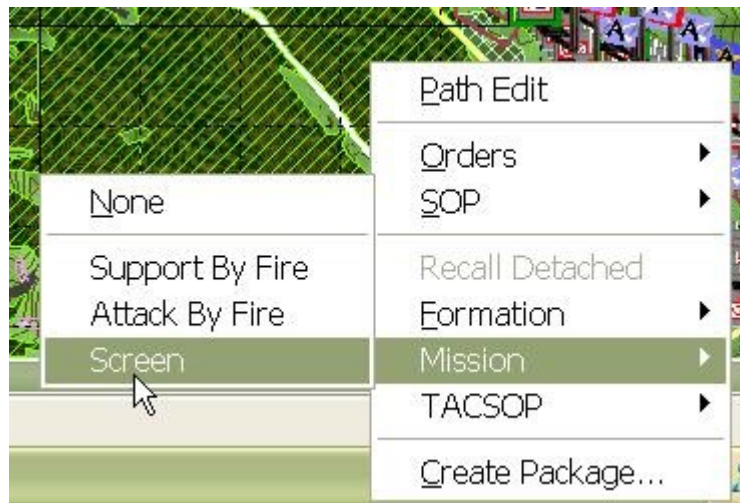 Path Edit
Orders
SOP
Recall Detached
Formation
Mission
TACSOP
Create Package...
None
Support By Fire
Attack By Fire
Screen